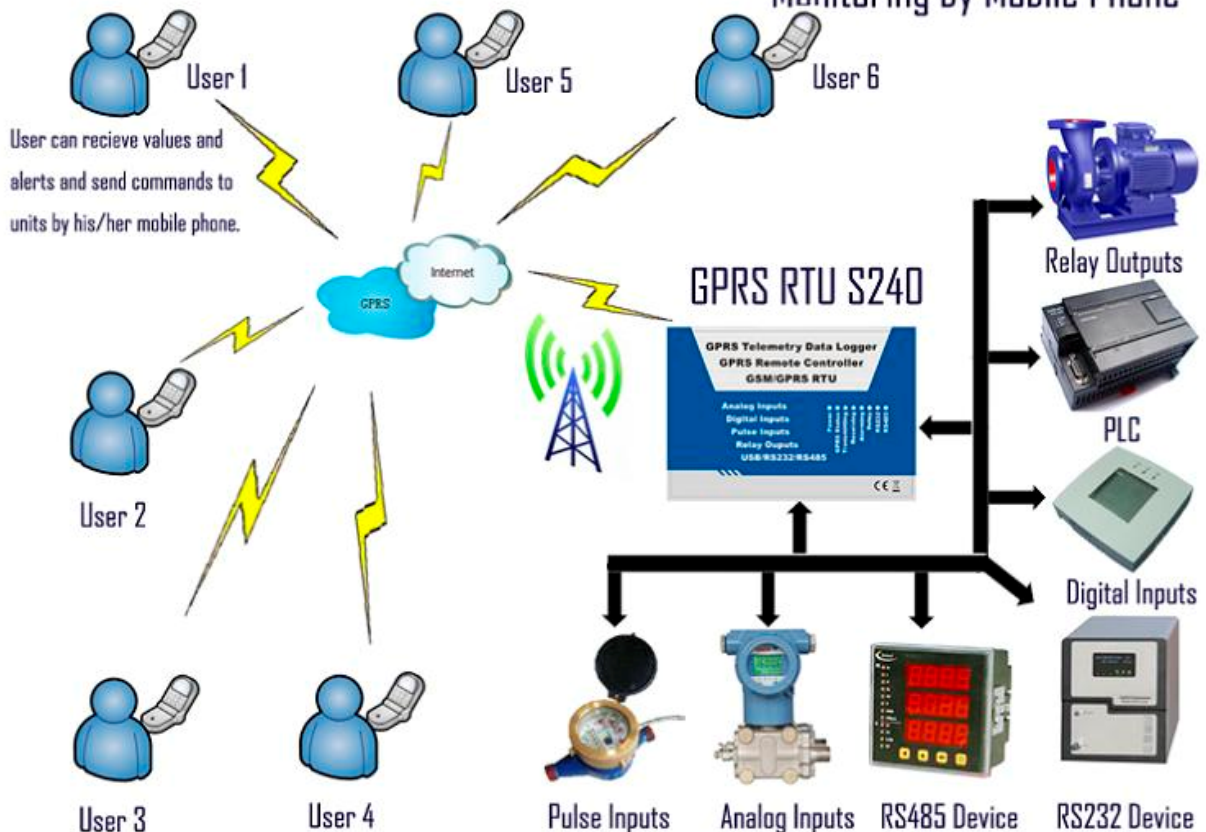 Monitoring by Mobile Phone
User 1
User 5
User 6
User can recieve values and
alerts and send commands to
units by his/her mobile phone.
Internet
GPRS
GPRS RTU S240
GPRS Telemetry Data Logger
GPRS Remote Controller
GSM/GPRS RTU
Analog Inputs
Digital Inputs
Pulse Inputs
Relay Ouputs
USB/RS232/RS485
CE
Relay Outputs
PLC
Digital Inputs
User 2
User 3
User 4
Pulse Inputs
Analog Inputs
RS485 Device
RS232 Device